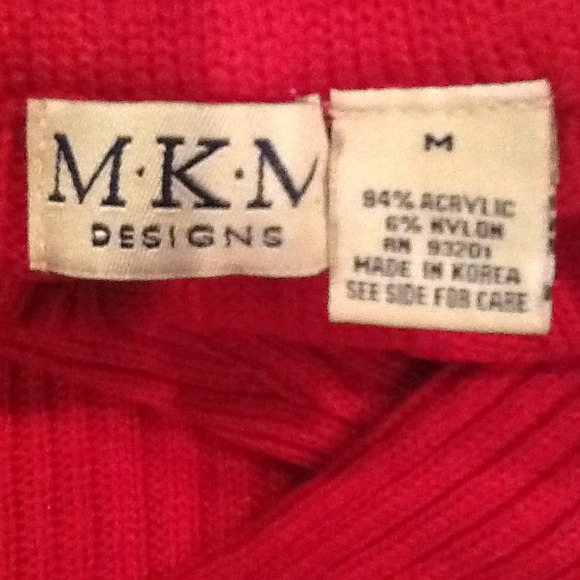 M·K·M
DESIGNS
M
94% ACRYLIC
6% NYLON
RN 93201
MADE IN KOREA
SEE SIDE FOR CARE